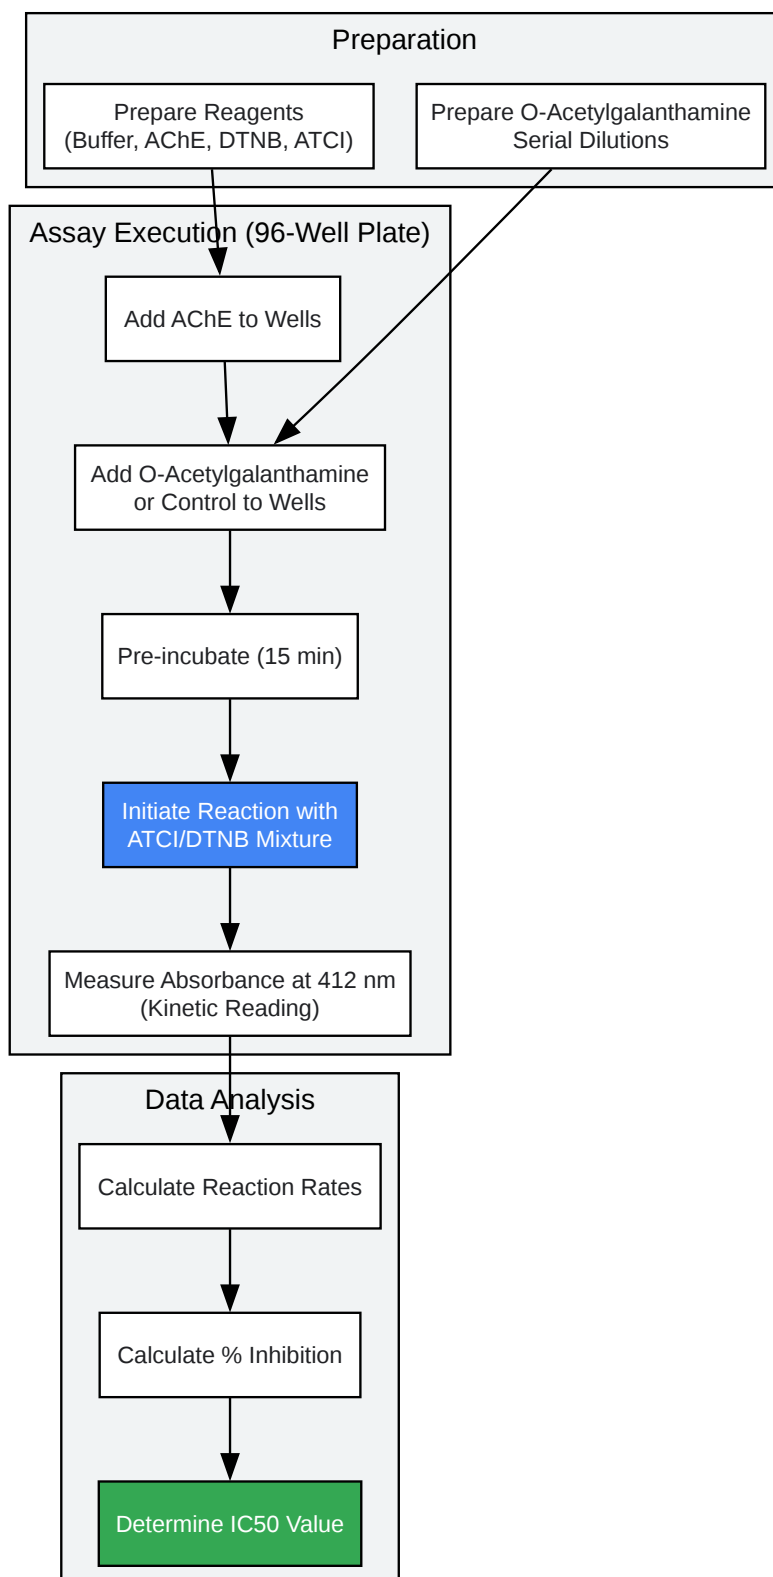 Preparation
Prepare Reagents
(Buffer, AChE, DTNB, ATCI)
Prepare O-Acetylgalanthamine
Serial Dilutions
Assay Execution (96-Well Plate)
Add AChE to Wells
Add O-Acetylgalanthamine
or Control to Wells
Pre-incubate (15 min)
Initiate Reaction with
ATCI/DTNB Mixture
Measure Absorbance at 412 nm
(Kinetic Reading)
Data Analysis
Calculate Reaction Rates
Calculate % Inhibition
Determine IC50 Value